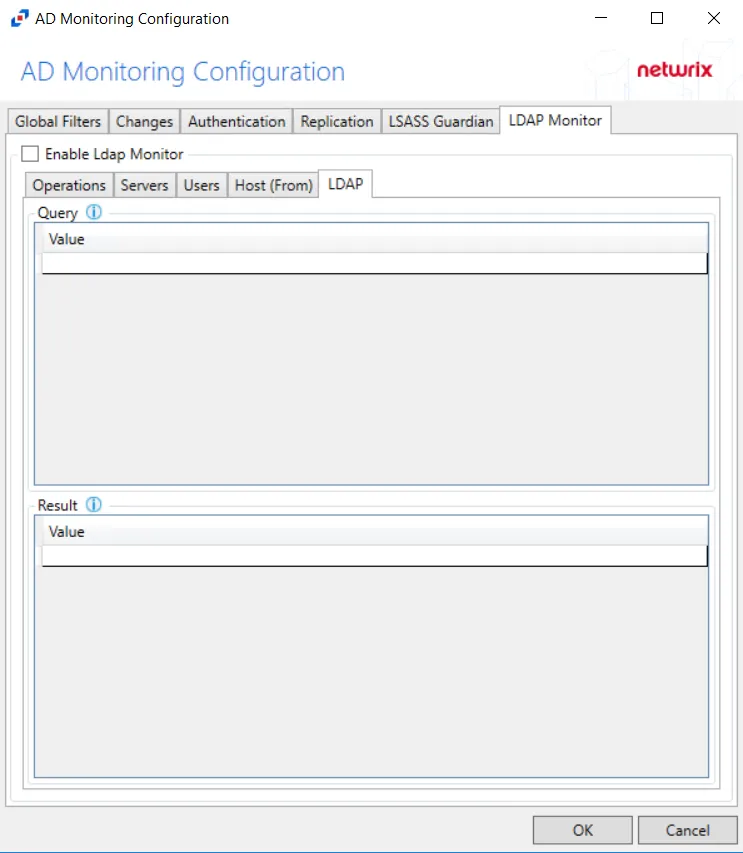 AD Monitoring Configuration
AD Monitoring Configuration
netwrix
Global Filters Changes Authentication Replication LSASS Guardian LDAP Monitor
Enable Ldap Monitor
Operations Servers Users Host (From) LDAP
Query
Value
Result
Value
OK Cancel